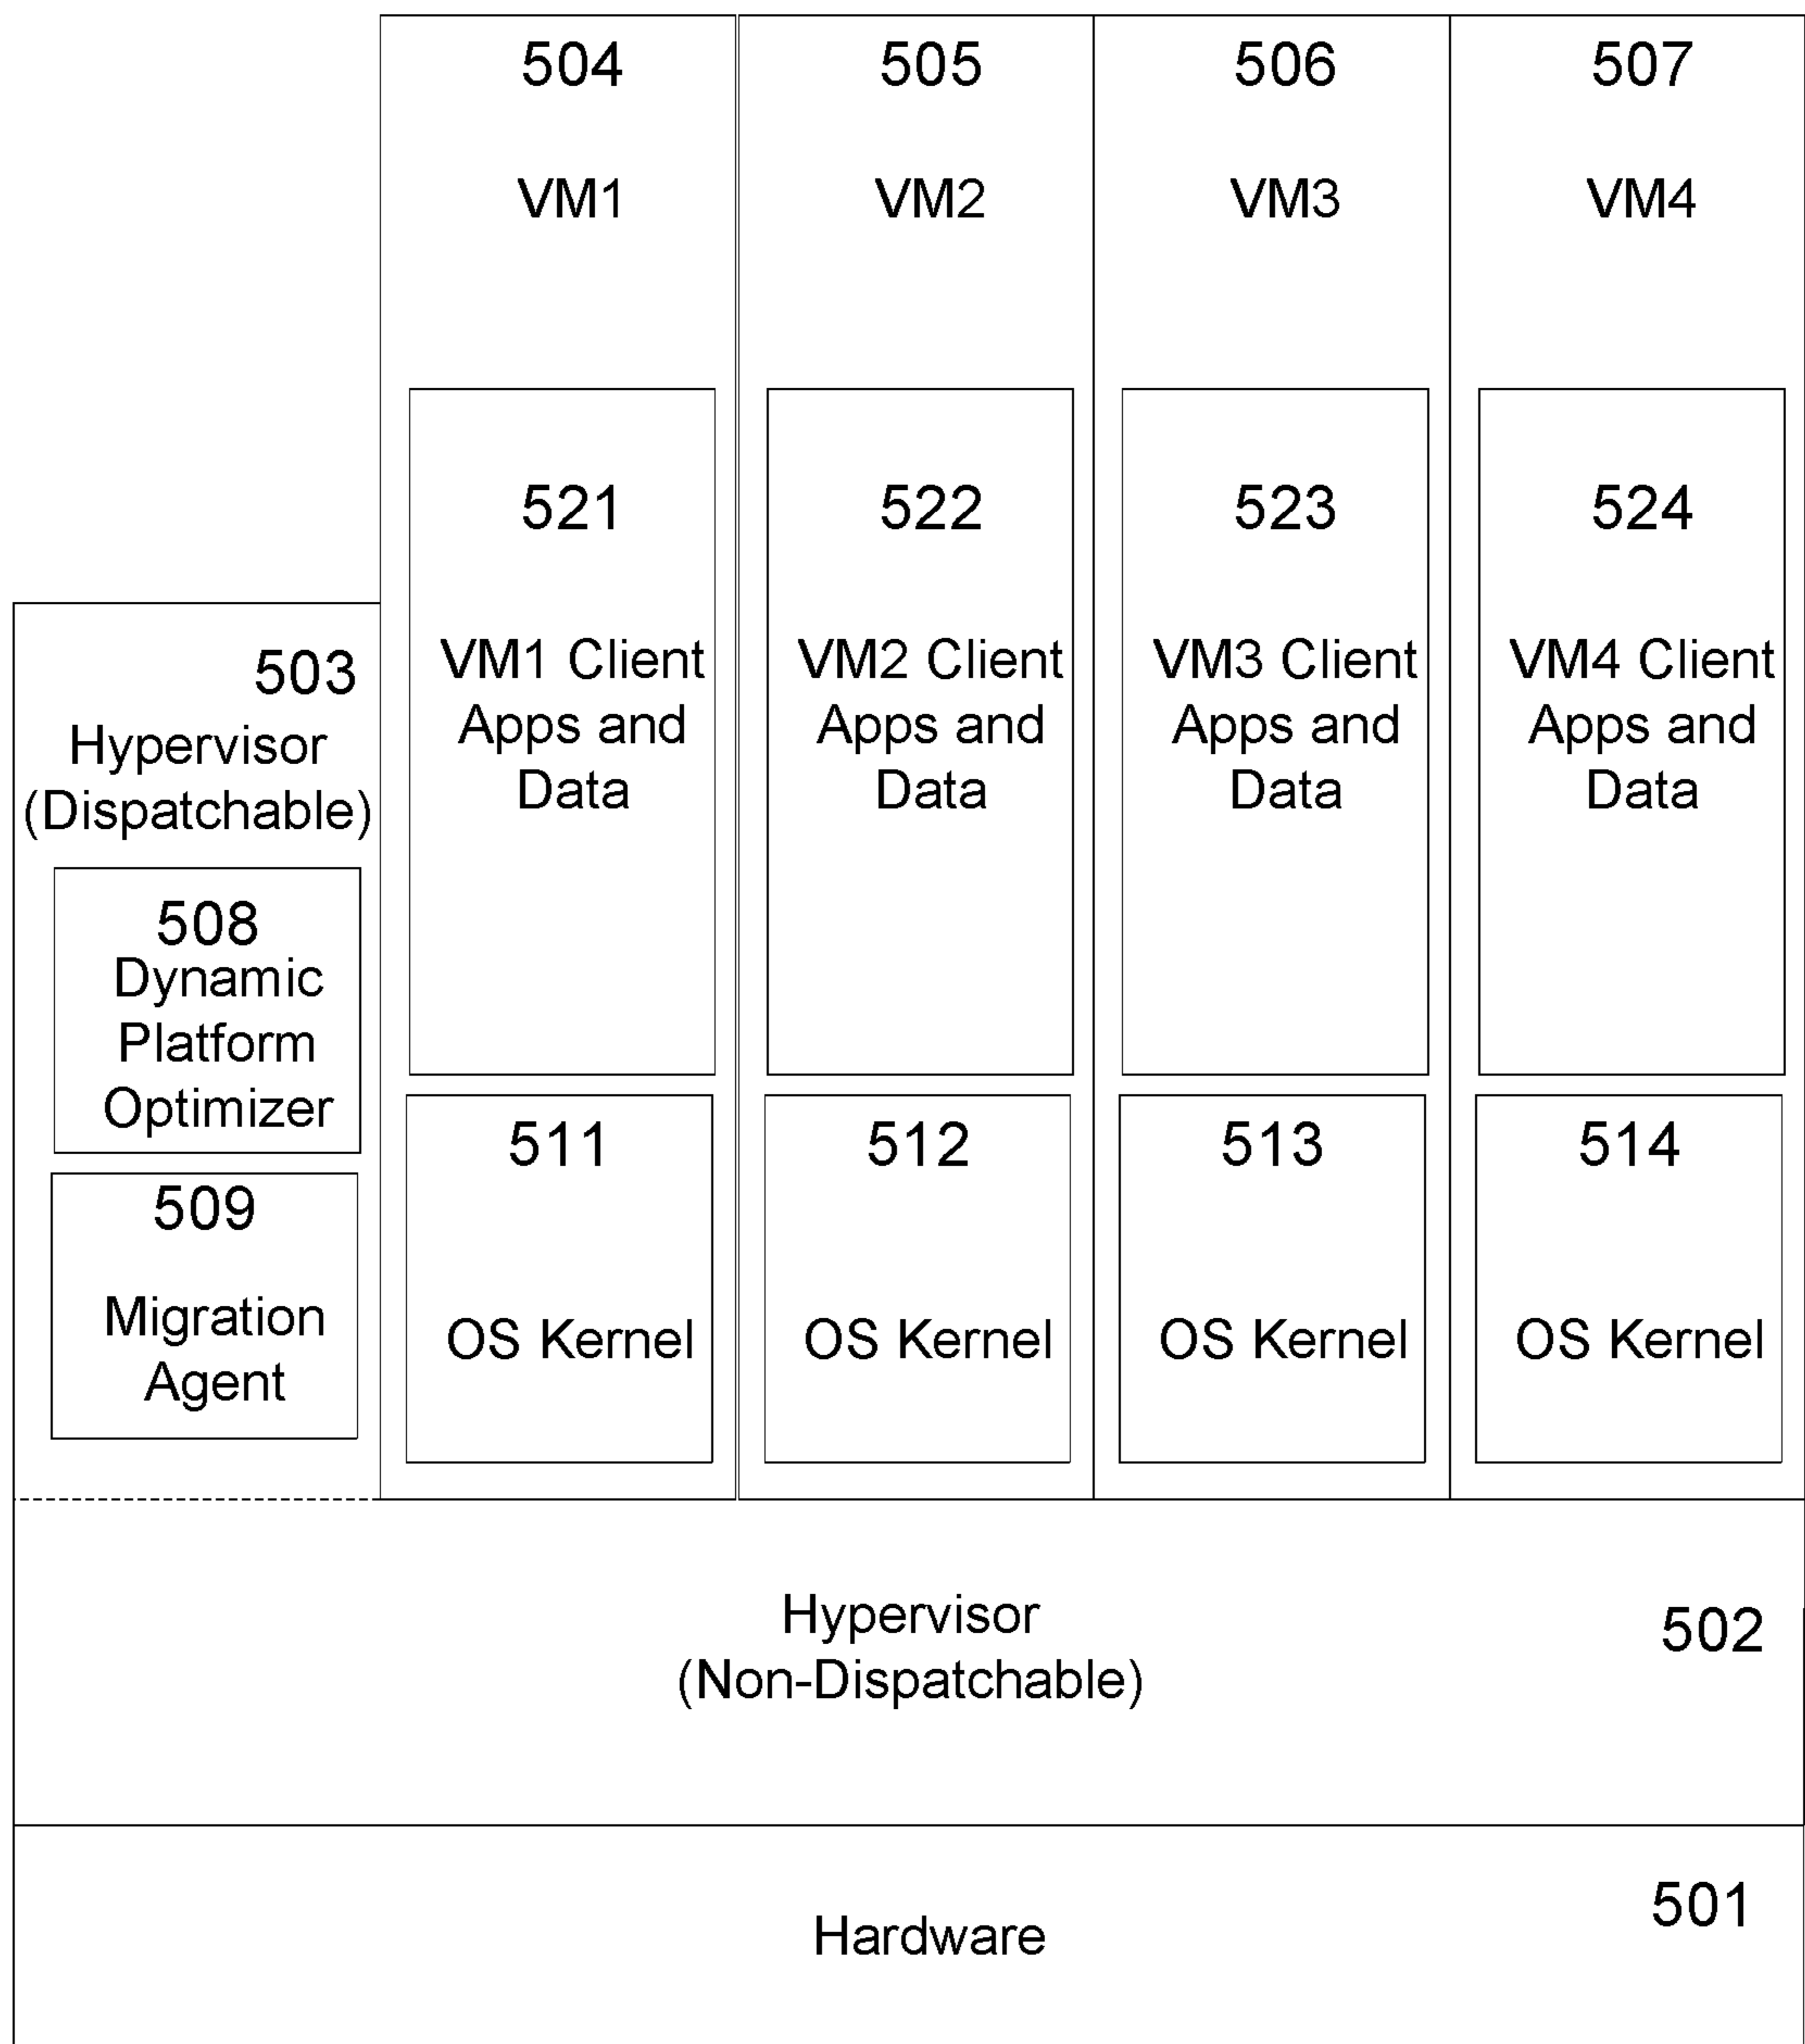 504
VM1
505
VM2
506
VM3
507
VM4
521
VM1 Client
Apps and
Data
522
VM2 Client
Apps and
Data
523
VM3 Client
Apps and
Data
524
VM4 Client
Apps and
Data
503
Hypervisor
(Dispatchable)
508
Dynamic
Platform
Optimizer
509
Migration
Agent
511
OS Kernel
512
OS Kernel
513
OS Kernel
514
OS Kernel
Hypervisor
(Non-Dispatchable)
502
Hardware
501